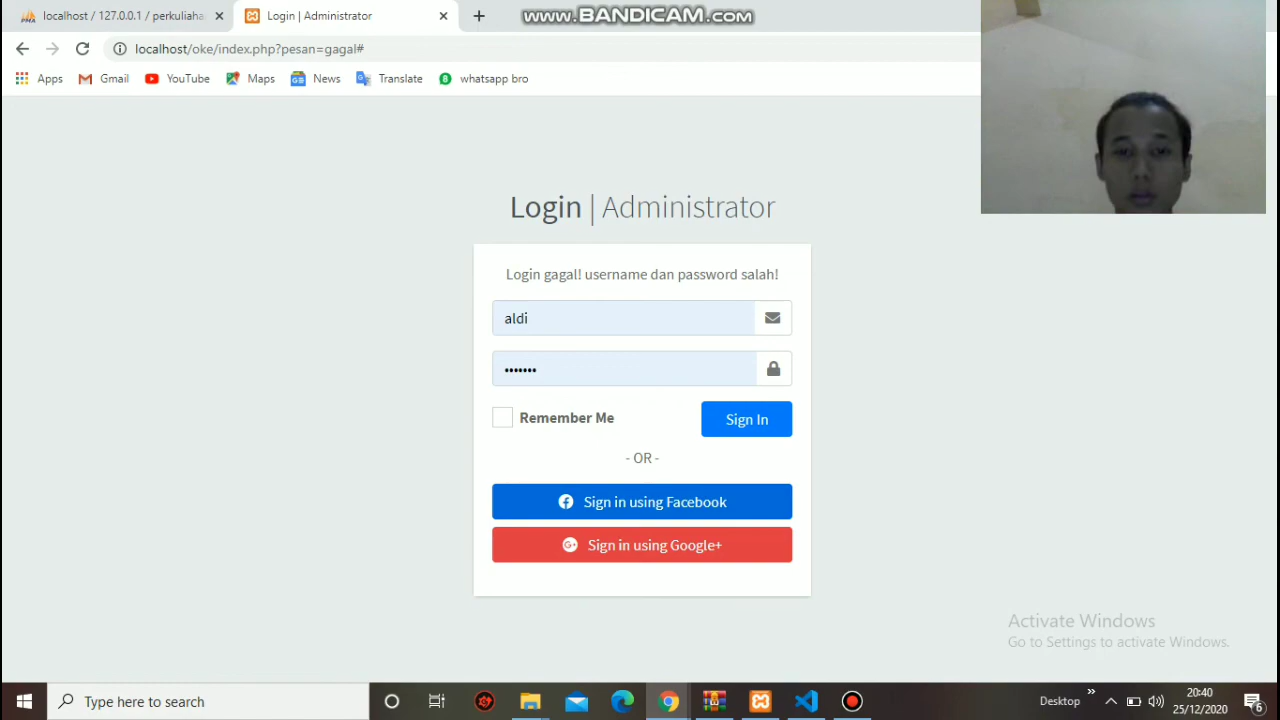 localhost / 127.0.0.1 / perkuliaha
Login | Administrator
www.BANDICAM.com
localhost/oke/index.php?pesan=gagal#
Apps
Gmail
YouTube
Maps
News
Translate
8
whatsapp bro
Login | Administrator
Login gagal! username dan password salah!
aldi
•••••••
Remember Me
Sign In
- OR -
Sign in using Facebook
Sign in using Google+
Activate Windows
Go to Settings to activate Windows.
Type here to search
Desktop
20:40
25/12/2020
6